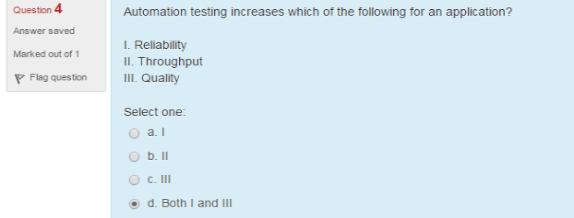 Question 4
Answer saved
Marked out of 1
Flag question
Automation testing increases which of the following for an application?
I. Reliability
II. Throughput
III. Quality
Select one:
a. I
b. II
c. III
d. Both I and III